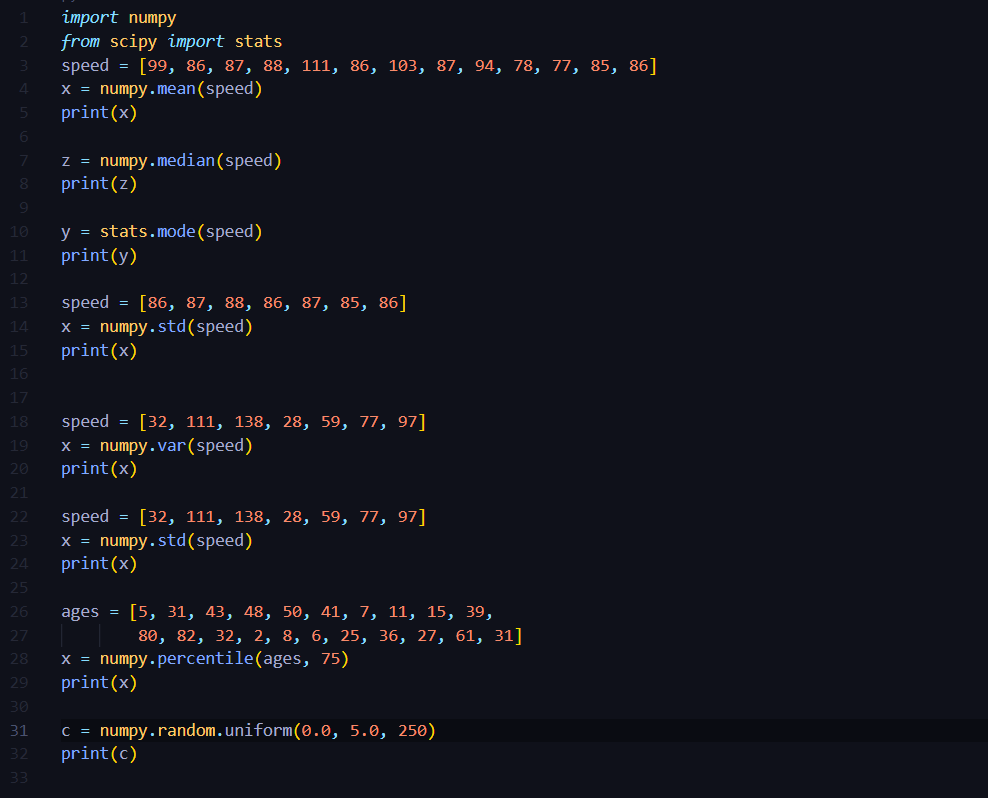 1 import numpy
2 from scipy import stats
3 speed = [99, 86, 87, 88, 111, 86, 103, 87, 94, 78, 77, 85, 86]
4 x = numpy.mean(speed)
5 print(x)
6
7 z = numpy.median(speed)
8 print(z)
9
10 y = stats.mode(speed)
11 print(y)
12
13 speed = [86, 87, 88, 86, 87, 85, 86]
14 x = numpy.std(speed)
15 print(x)
16
17
18 speed = [32, 111, 138, 28, 59, 77, 97]
19 x = numpy.var(speed)
20 print(x)
21
22 speed = [32, 111, 138, 28, 59, 77, 97]
23 x = numpy.std(speed)
24 print(x)
25
26 ages = [5, 31, 43, 48, 50, 41, 7, 11, 15, 39,
27         80, 82, 32, 2, 8, 6, 25, 36, 27, 61, 31]
28 x = numpy.percentile(ages, 75)
29 print(x)
30
31 c = numpy.random.uniform(0.0, 5.0, 250)
32 print(c)
33